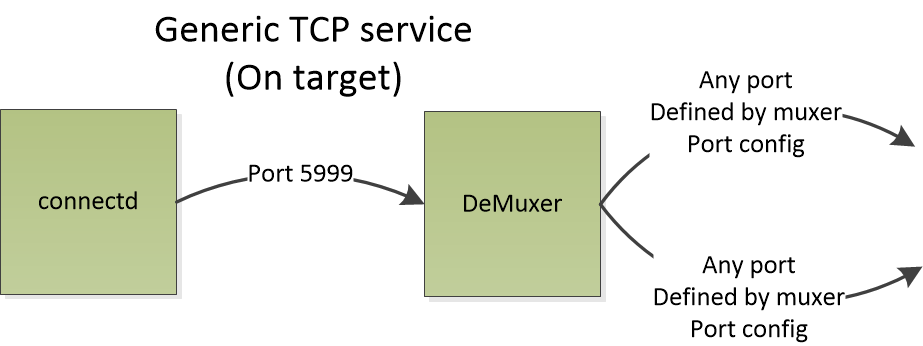 Generic TCP service
(On target)
connectd
Port 5999
DeMuxer
Any port
Defined by muxer
Port config
Any port
Defined by muxer
Port config